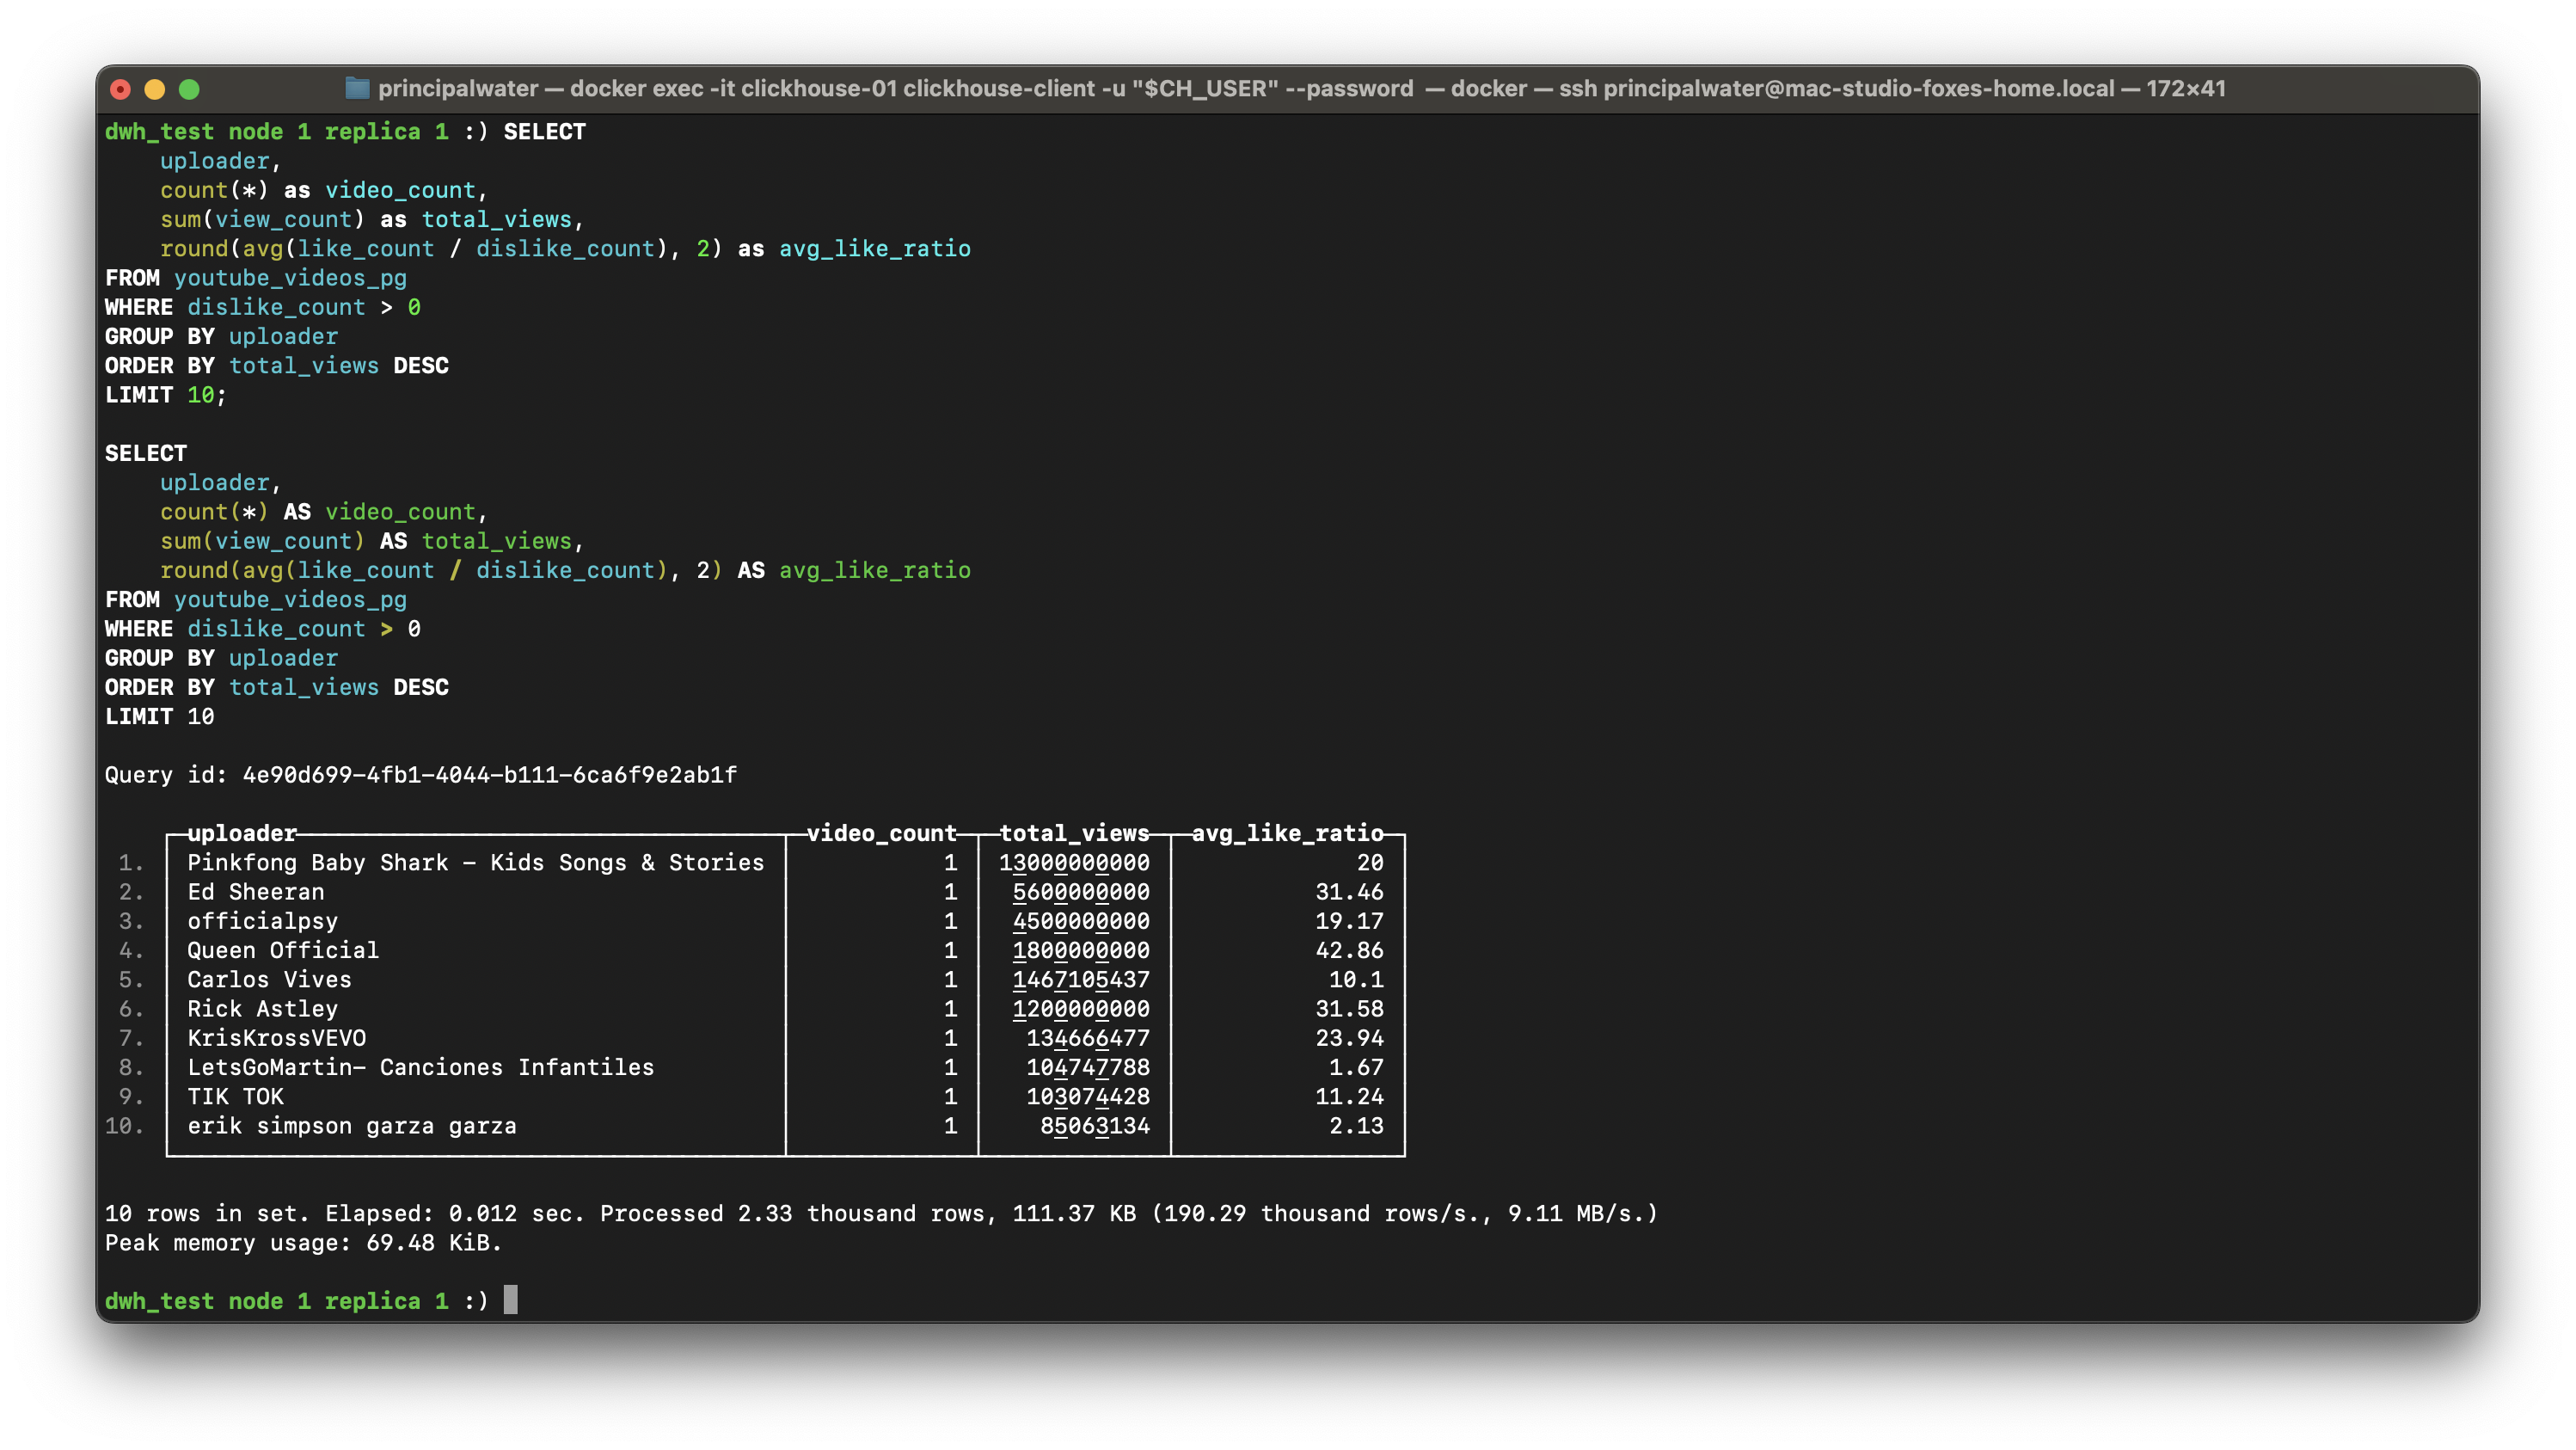 principalwater — docker exec -it clickhouse-01 clickhouse-client -u "$CH_USER" --password — docker — ssh principalwater@mac-studio-foxes-home.local — 172×41
dwh_test node 1 replica 1 :) SELECT
    uploader,
    count(*) as video_count,
    sum(view_count) as total_views,
    round(avg(like_count / dislike_count), 2) as avg_like_ratio
FROM youtube_videos_pg
WHERE dislike_count > 0
GROUP BY uploader
ORDER BY total_views DESC
LIMIT 10;
SELECT
    uploader,
    count(*) AS video_count,
    sum(view_count) AS total_views,
    round(avg(like_count / dislike_count), 2) AS avg_like_ratio
FROM youtube_videos_pg
WHERE dislike_count > 0
GROUP BY uploader
ORDER BY total_views DESC
LIMIT 10
Query id: 4e90d699-4fb1-4044-b111-6ca6f9e2ab1f
uploader video_count total_views avg_like_ratio
1. Pinkfong Baby Shark - Kids Songs & Stories 1 13000000000 20
2. Ed Sheeran 1 5600000000 31.46
3. officialpsy 1 4500000000 19.17
4. Queen Official 1 1800000000 42.86
5. Carlos Vives 1 1467105437 10.1
6. Rick Astley 1 1200000000 31.58
7. KrisKrossVEVO 1 134666477 23.94
8. LetsGoMartin- Canciones Infantiles 1 104747788 1.67
9. TIK TOK 1 103074428 11.24
10. erik simpson garza garza 1 85063134 2.13
10 rows in set. Elapsed: 0.012 sec. Processed 2.33 thousand rows, 111.37 KB (190.29 thousand rows/s., 9.11 MB/s.)
Peak memory usage: 69.48 KiB.
dwh_test node 1 replica 1 :)